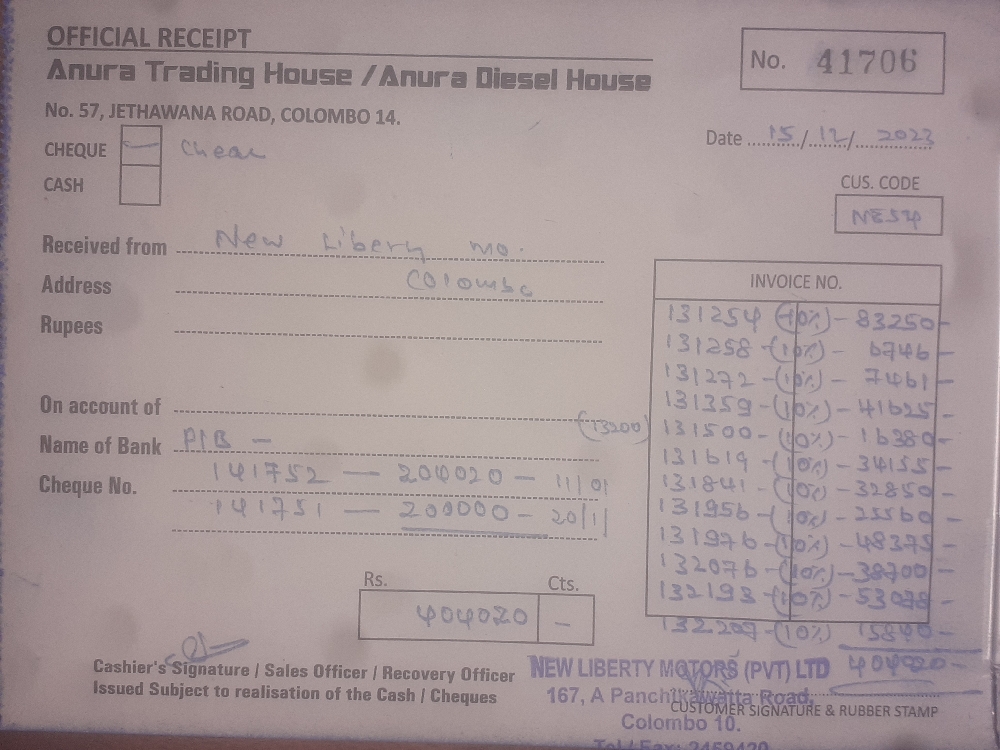 OFFICIAL RECEIPT
Anura Trading House / Anura Diesel House
No. 57, JETHAWANA ROAD, COLOMBO 14.
No. 41706
Date 15/12/2023
CHEQUE
CASH
CUS. CODE
NE54
Received from New Libery mo.
Address Colombo
Rupees
On account of
Name of Bank
Cheque No. 141752 — 204020 — 11/01
141751 — 200000 — 20/1
INVOICE NO.
131254 (10%) - 83250-
131258 - (10%) - 6746-
131272 - (10%) - 7461-
131359 - (10%) - 41625-
(13200) 131500 - (10%) - 16380-
131619 - (10%) - 34155-
131841 - (10%) - 32850-
131956 - (10%) - 25560-
131976 - (10%) - 48375-
132076 - (10%) - 38700-
132193 - (10%) - 53078-
132207 - (10%) 15840-
404020-
Rs. Cts.
404020 —
Cashier's Signature / Sales Officer / Recovery Officer
Issued Subject to realisation of the Cash / Cheques
NEW LIBERTY MOTORS (PVT) LTD
167, A Panchikawatta Road,
Colombo 10.
Tel / Fax: 2459420
CUSTOMER SIGNATURE & RUBBER STAMP